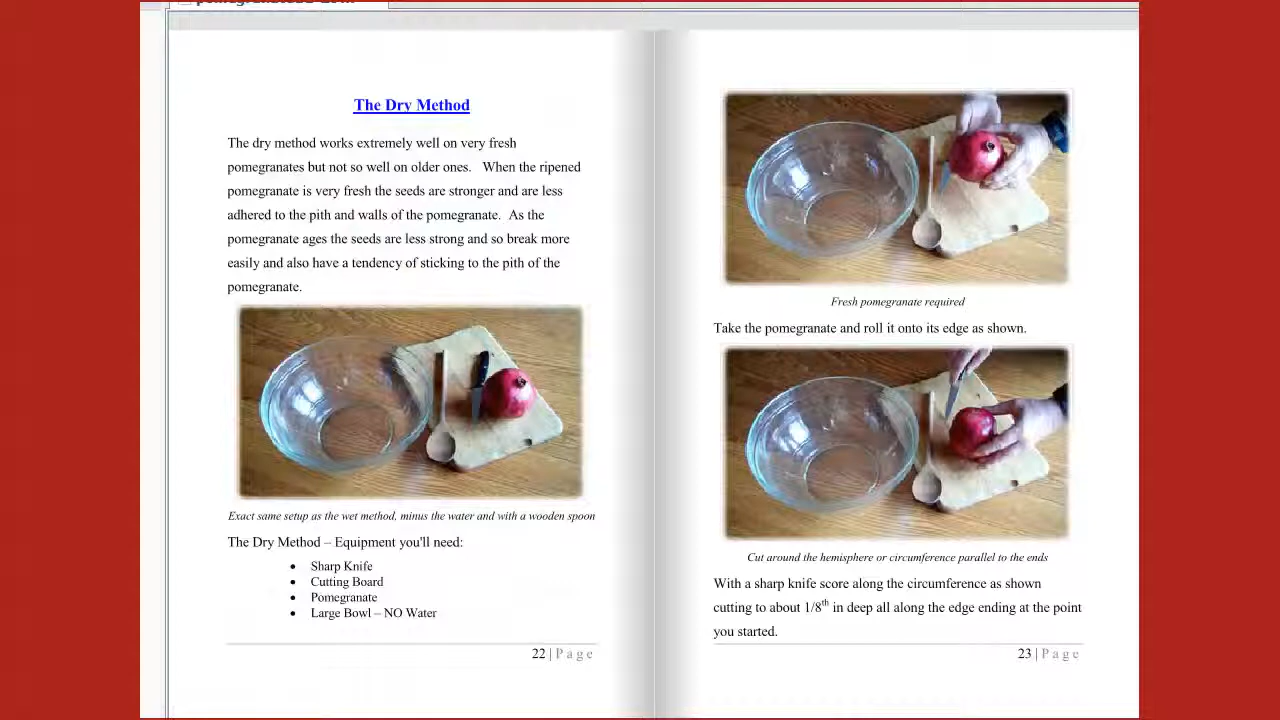 The Dry Method
The dry method works extremely well on very fresh
pomegranates but not so well on older ones.   When the ripened
pomegranate is very fresh the seeds are stronger and are less
adhered to the pith and walls of the pomegranate.  As the
pomegranate ages the seeds are less strong and so break more
easily and also have a tendency of sticking to the pith of the
pomegranate.
Exact same setup as the wet method, minus the water and with a wooden spoon
The Dry Method – Equipment you'll need:
• Sharp Knife
• Cutting Board
• Pomegranate
• Large Bowl – NO Water
22 | Page
Fresh pomegranate required
Take the pomegranate and roll it onto its edge as shown.
Cut around the hemisphere or circumference parallel to the ends
With a sharp knife score along the circumference as shown
cutting to about 1/8th in deep all along the edge ending at the point
you started.
23 | Page